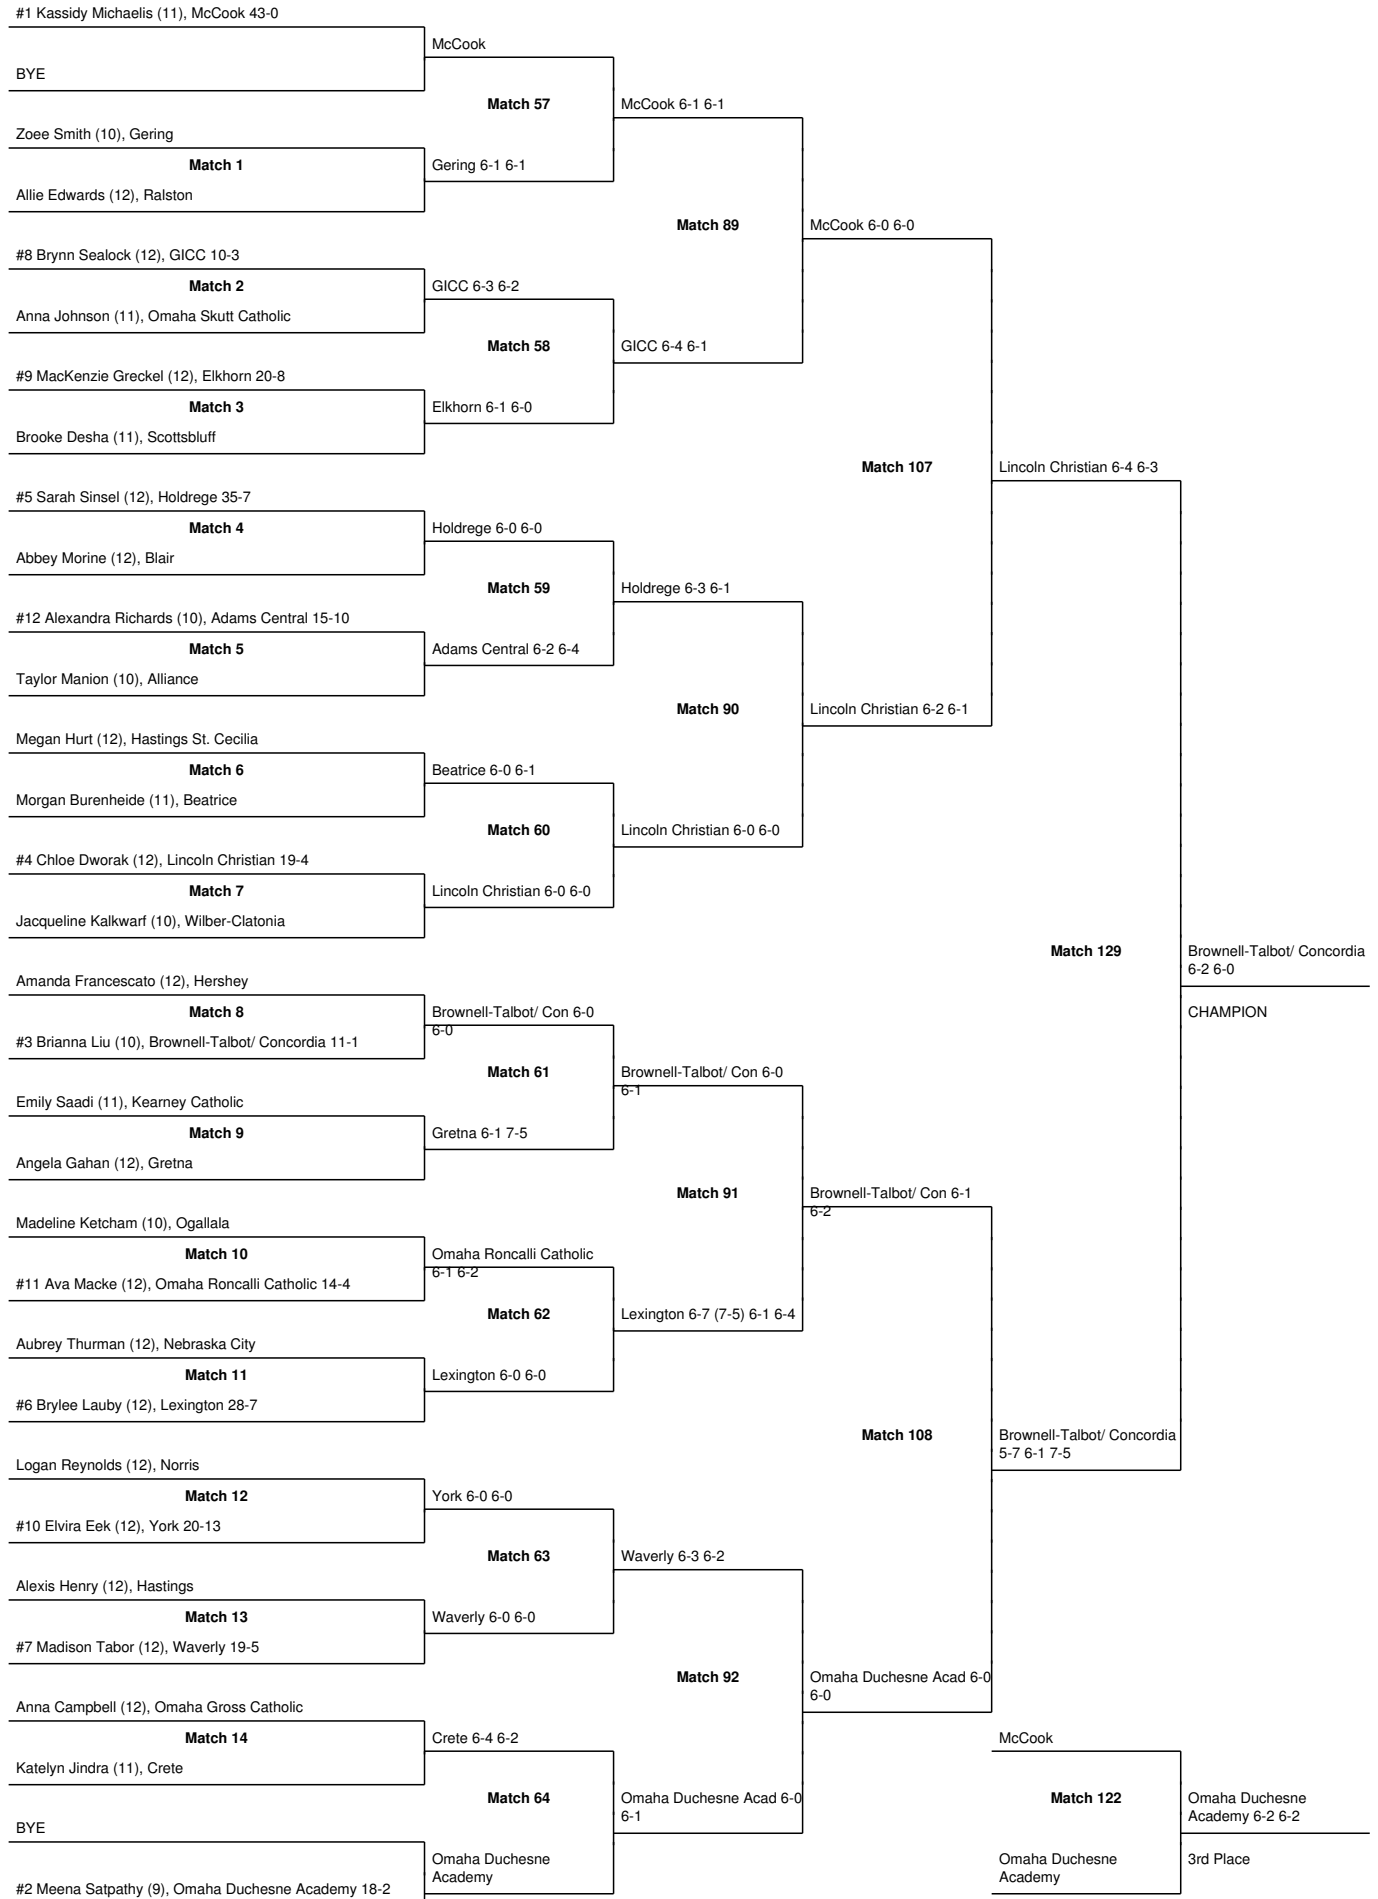 #1 Kassidy Michaelis (11), McCook 43-0
McCook
BYE
Match 57
McCook 6-1 6-1
Zoee Smith (10), Gering
Match 1
Gering 6-1 6-1
Allie Edwards (12), Ralston
Match 89
McCook 6-0 6-0
#8 Brynn Sealock (12), GICC 10-3
Match 2
GICC 6-3 6-2
Anna Johnson (11), Omaha Skutt Catholic
Match 58
GICC 6-4 6-1
#9 MacKenzie Greckel (12), Elkhorn 20-8
Match 3
Elkhorn 6-1 6-0
Brooke Desha (11), Scottsbluff
Match 107
Lincoln Christian 6-4 6-3
#5 Sarah Sinsel (12), Holdrege 35-7
Match 4
Holdrege 6-0 6-0
Abbey Morine (12), Blair
Match 59
Holdrege 6-3 6-1
#12 Alexandra Richards (10), Adams Central 15-10
Match 5
Adams Central 6-2 6-4
Taylor Manion (10), Alliance
Match 90
Lincoln Christian 6-2 6-1
Megan Hurt (12), Hastings St. Cecilia
Match 6
Beatrice 6-0 6-1
Morgan Burenheide (11), Beatrice
Match 60
Lincoln Christian 6-0 6-0
#4 Chloe Dworak (12), Lincoln Christian 19-4
Match 7
Lincoln Christian 6-0 6-0
Jacqueline Kalkwarf (10), Wilber-Clatonia
Match 129
Brownell-Talbot/ Concordia
6-2 6-0
CHAMPION
Amanda Francescato (12), Hershey
Match 8
Brownell-Talbot/ Con 6-0
6-0
#3 Brianna Liu (10), Brownell-Talbot/ Concordia 11-1
Match 61
Brownell-Talbot/ Con 6-0
6-1
Emily Saadi (11), Kearney Catholic
Match 9
Gretna 6-1 7-5
Angela Gahan (12), Gretna
Match 91
Brownell-Talbot/ Con 6-1
6-2
Madeline Ketcham (10), Ogallala
Match 10
Omaha Roncalli Catholic
6-1 6-2
#11 Ava Macke (12), Omaha Roncalli Catholic 14-4
Match 62
Lexington 6-7 (7-5) 6-1 6-4
Aubrey Thurman (12), Nebraska City
Match 11
Lexington 6-0 6-0
#6 Brylee Lauby (12), Lexington 28-7
Match 108
Brownell-Talbot/ Concordia
5-7 6-1 7-5
Logan Reynolds (12), Norris
Match 12
York 6-0 6-0
#10 Elvira Eek (12), York 20-13
Match 63
Waverly 6-3 6-2
Alexis Henry (12), Hastings
Match 13
Waverly 6-0 6-0
#7 Madison Tabor (12), Waverly 19-5
Match 92
Omaha Duchesne Acad 6-0
6-0
Anna Campbell (12), Omaha Gross Catholic
Match 14
Crete 6-4 6-2
Katelyn Jindra (11), Crete
Match 64
Omaha Duchesne Acad 6-0
6-1
BYE
Omaha Duchesne
Academy
#2 Meena Satpathy (9), Omaha Duchesne Academy 18-2
McCook
Match 122
Omaha Duchesne
Academy 6-2 6-2
Omaha Duchesne
Academy
3rd Place